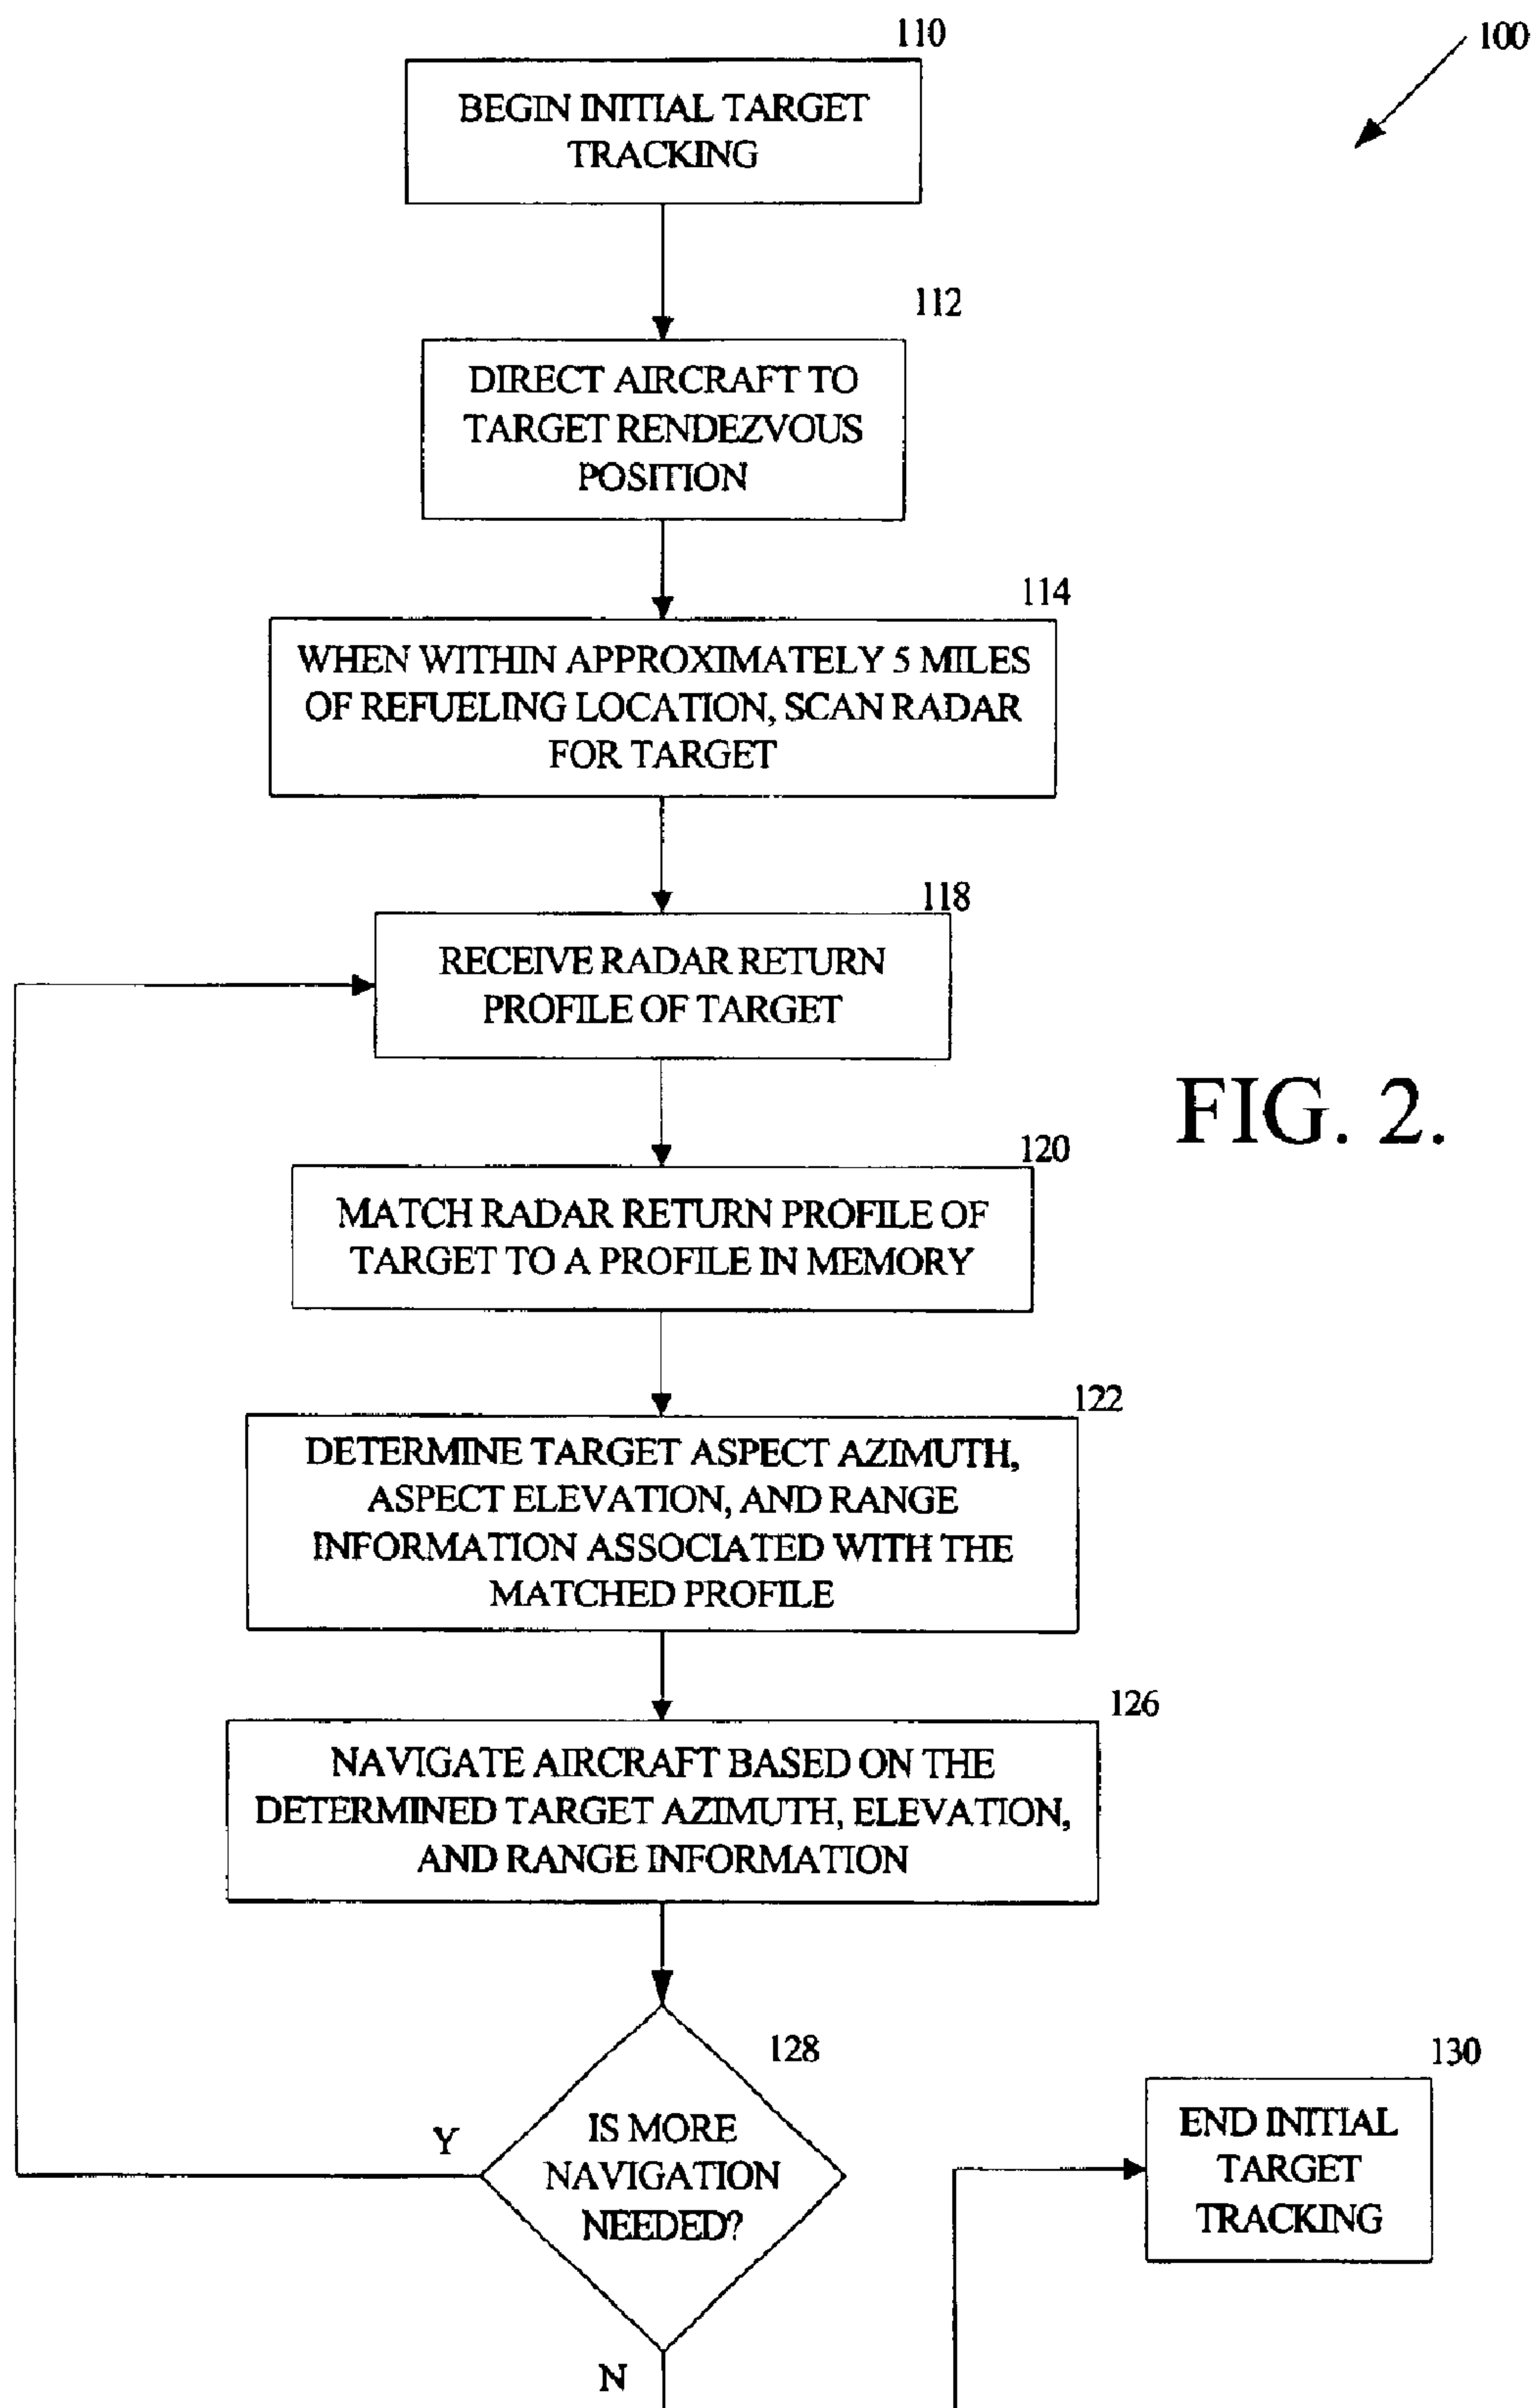 100
110
BEGIN INITIAL TARGET
TRACKING
112
DIRECT AIRCRAFT TO
TARGET RENDEZVOUS
POSITION
114
WHEN WITHIN APPROXIMATELY 5 MILES
OF REFUELING LOCATION, SCAN RADAR
FOR TARGET
118
RECEIVE RADAR RETURN
PROFILE OF TARGET
FIG. 2.
120
MATCH RADAR RETURN PROFILE OF
TARGET TO A PROFILE IN MEMORY
122
DETERMINE TARGET ASPECT AZIMUTH,
ASPECT ELEVATION, AND RANGE
INFORMATION ASSOCIATED WITH THE
MATCHED PROFILE
126
NAVIGATE AIRCRAFT BASED ON THE
DETERMINED TARGET AZIMUTH, ELEVATION,
AND RANGE INFORMATION
128
IS MORE
NAVIGATION
NEEDED?
Y
N
130
END INITIAL
TARGET
TRACKING